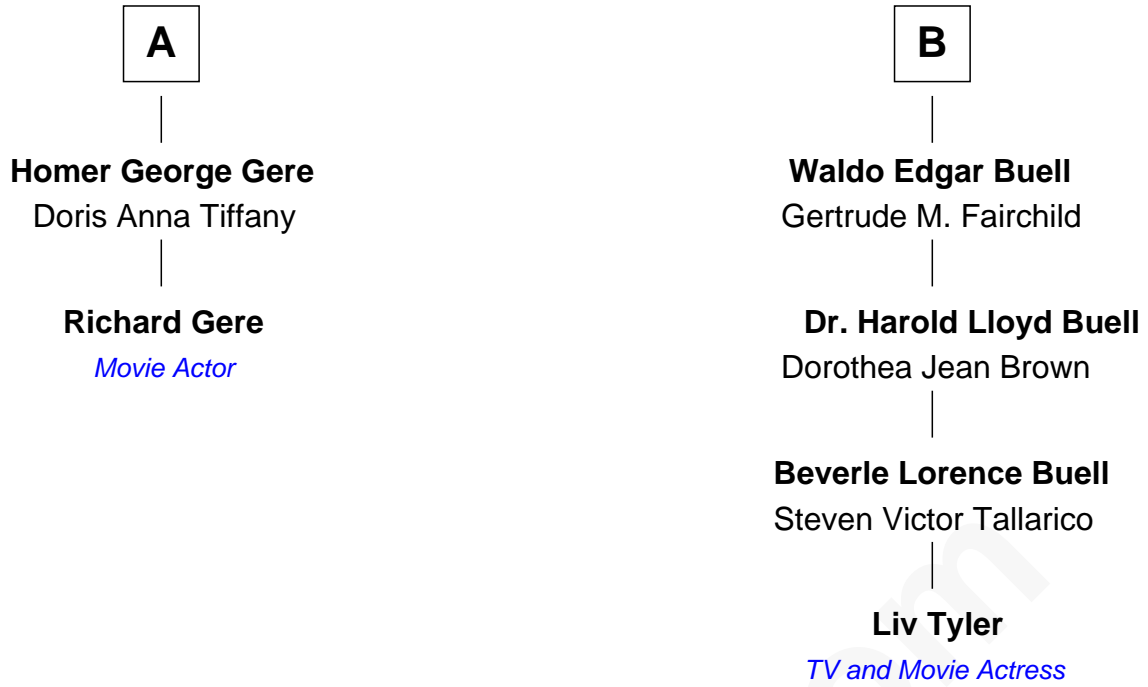 A
Homer George Gere
Doris Anna Tiffany
Richard Gere
Movie Actor
B
Waldo Edgar Buell
Gertrude M. Fairchild
Dr. Harold Lloyd Buell
Dorothea Jean Brown
Beverle Lorence Buell
Steven Victor Tallarico
Liv Tyler
TV and Movie Actress